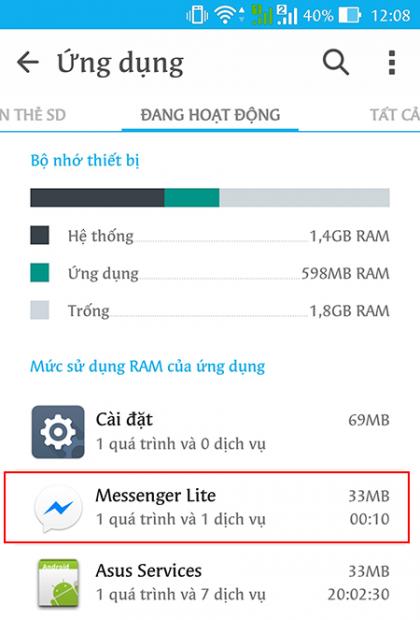 40% 12:08
Ứng dụng
N THẺ SD ĐANG HOẠT ĐỘNG TẤT CẢ
Bộ nhớ thiết bị
Hệ thống 1,4GB RAM
Ứng dụng 598MB RAM
Trống 1,8GB RAM
Mức sử dụng RAM của ứng dụng
Cài đặt 69MB
1 quá trình và 0 dịch vụ
Messenger Lite 33MB
1 quá trình và 1 dịch vụ 00:10
Android
Asus Services 33MB
1 quá trình và 7 dịch vụ 20:02:30